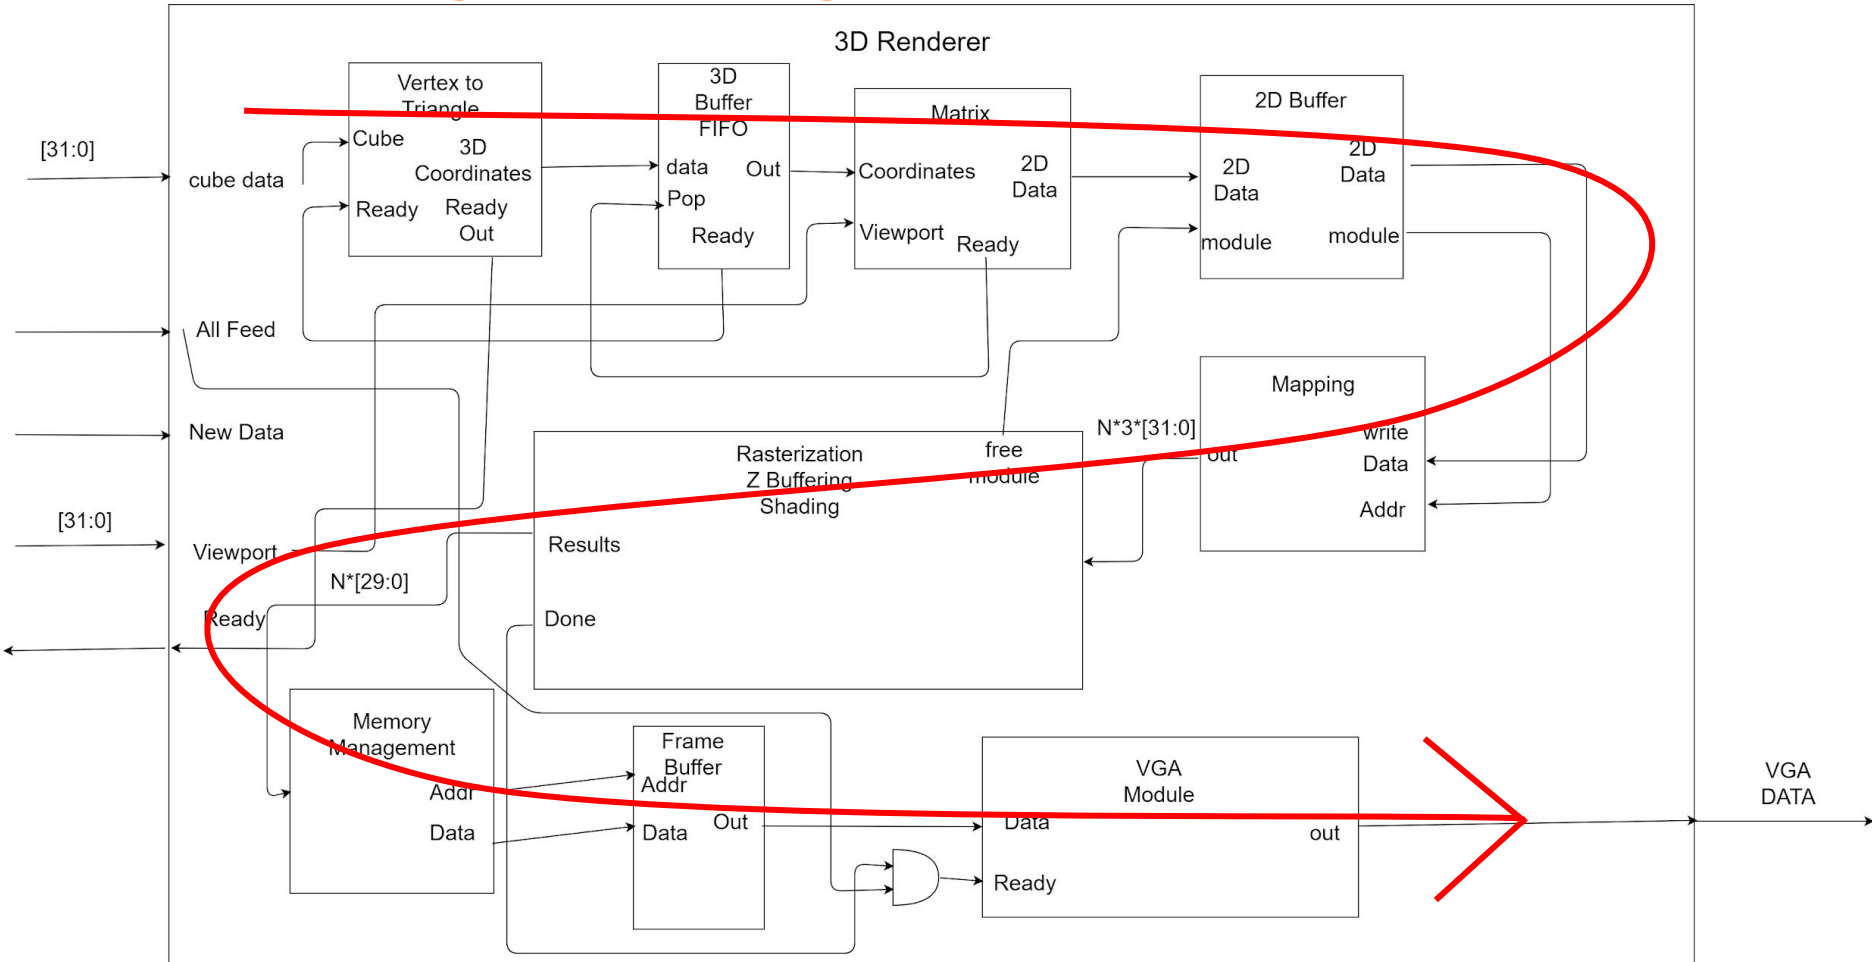 3D Renderer
[31:0]
cube data
All Feed
New Data
[31:0]
Viewport
Ready
Vertex to
Triangle
Cube
3D
Coordinates
Ready
Ready
Out
3D
Buffer
FIFO
data
Out
Pop
Ready
Matrix
Coordinates
2D
Data
Viewport
Ready
2D Buffer
2D
Data
2D
Data
module
module
Mapping
write
Data
Addr
out
N*3*[31:0]
Rasterization
Z Buffering
Shading
free
module
Results
Done
N*[29:0]
Memory
Management
Addr
Data
Frame
Buffer
Addr
Data
Out
VGA
Module
Data
out
Ready
VGA
DATA